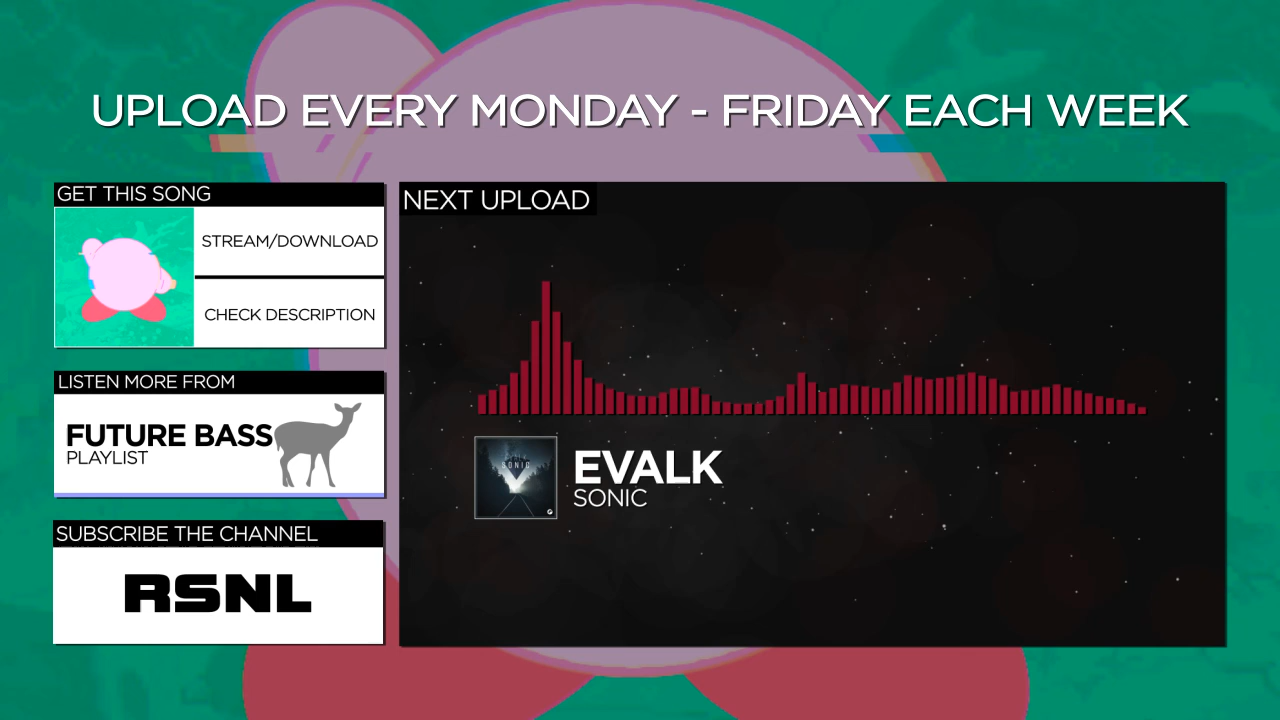 UPLOAD EVERY MONDAY - FRIDAY EACH WEEK
GET THIS SONG
STREAM/DOWNLOAD
CHECK DESCRIPTION
LISTEN MORE FROM
FUTURE BASS
PLAYLIST
SUBSCRIBE THE CHANNEL
RSNL
NEXT UPLOAD
SONIC
EVALK
SONIC